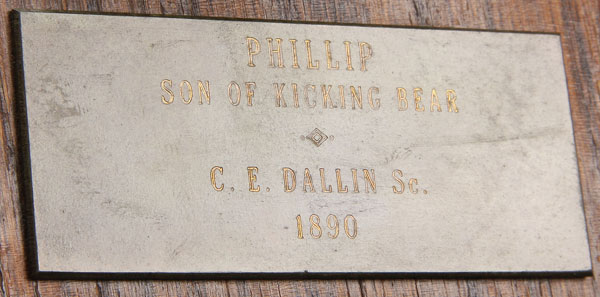 PHILLIP
SON OF KICKING BEAR
C. E. DALLIN Sc.
1890